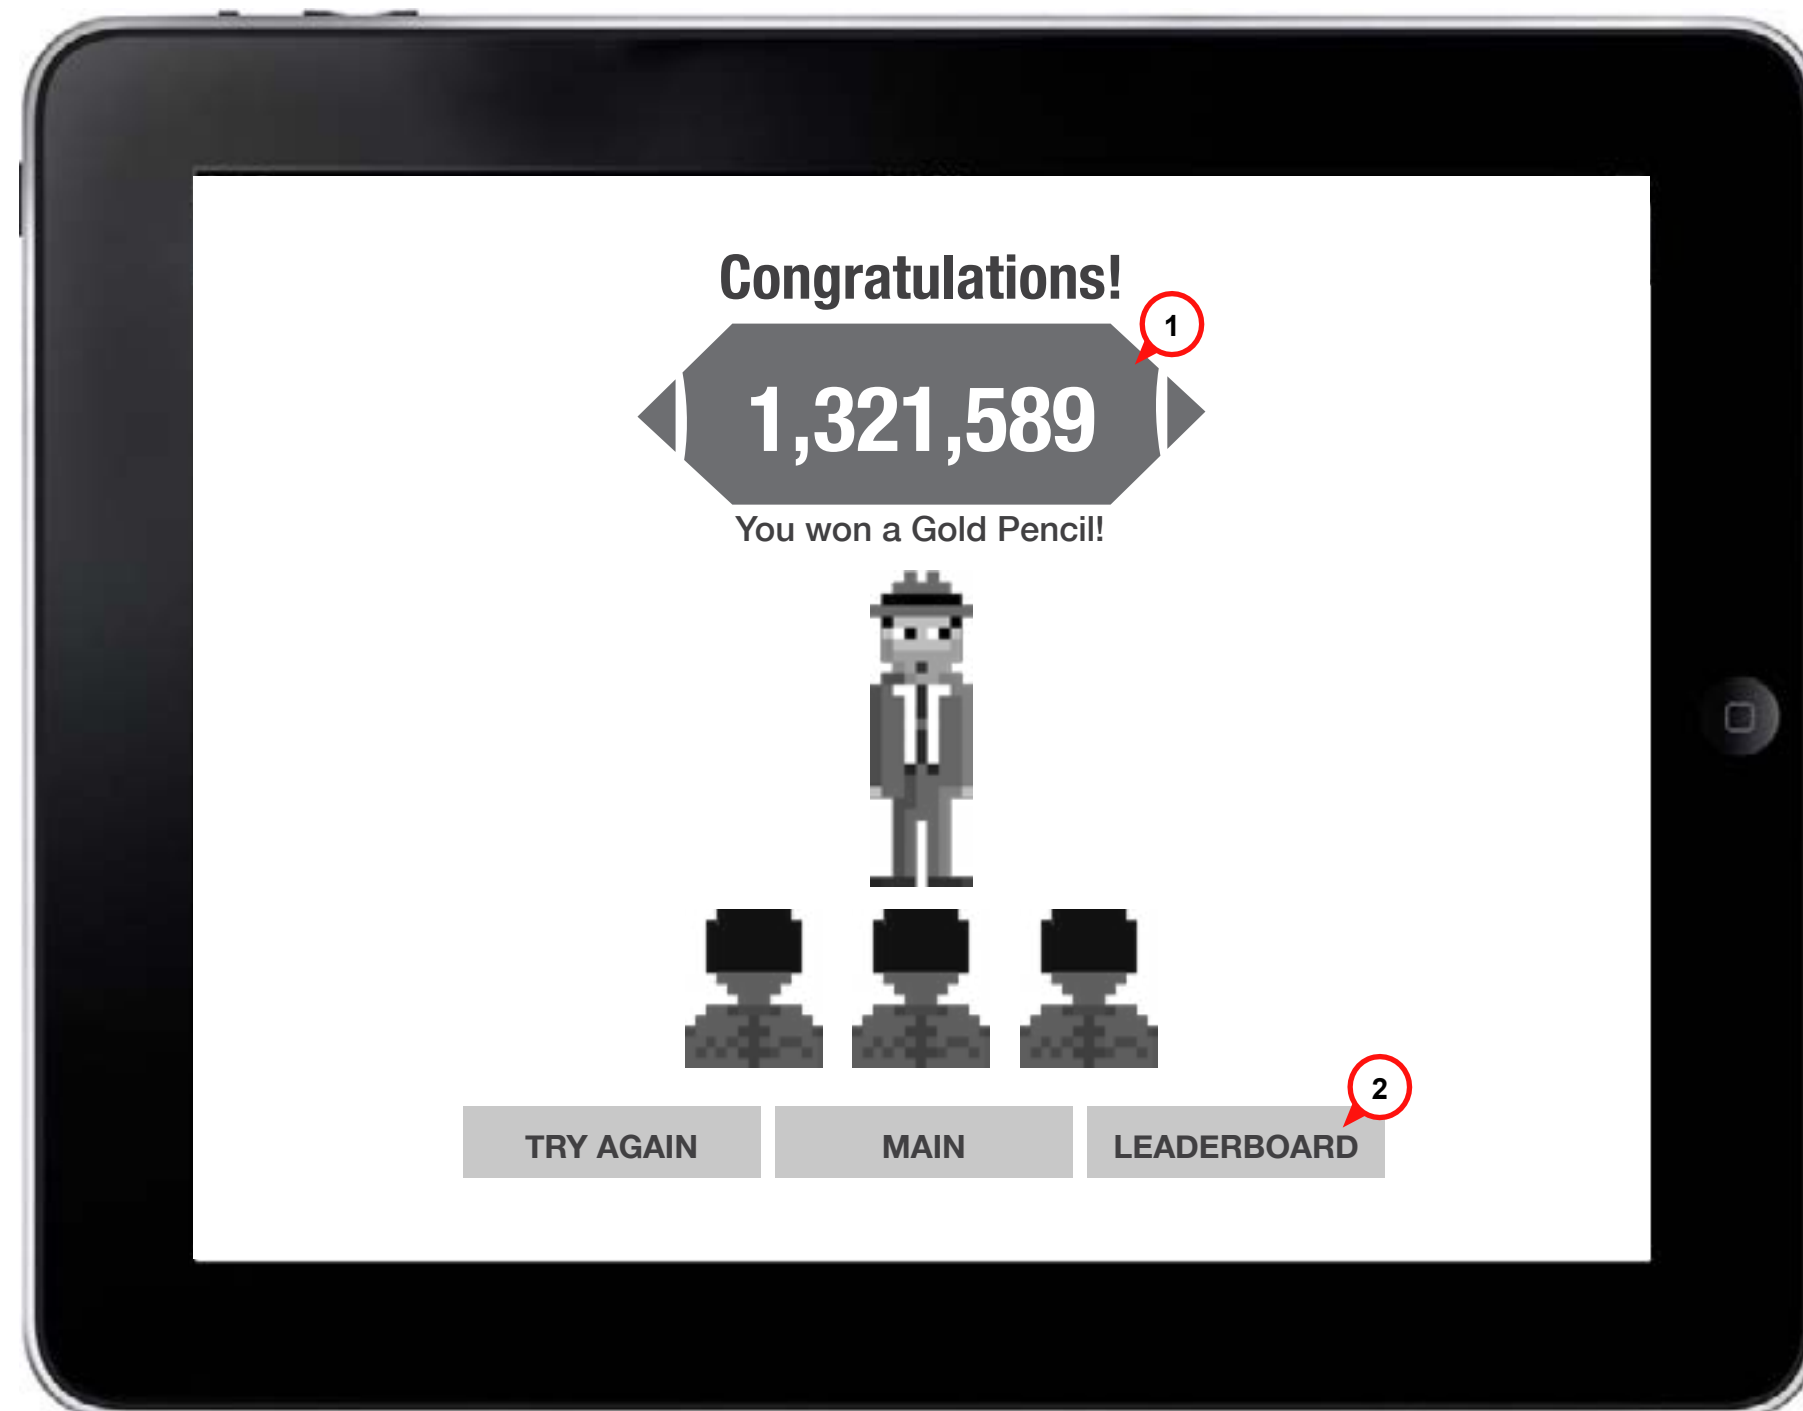 Congratulations!
1
1,321,589
You won a Gold Pencil!
2
TRY AGAIN
MAIN
LEADERBOARD